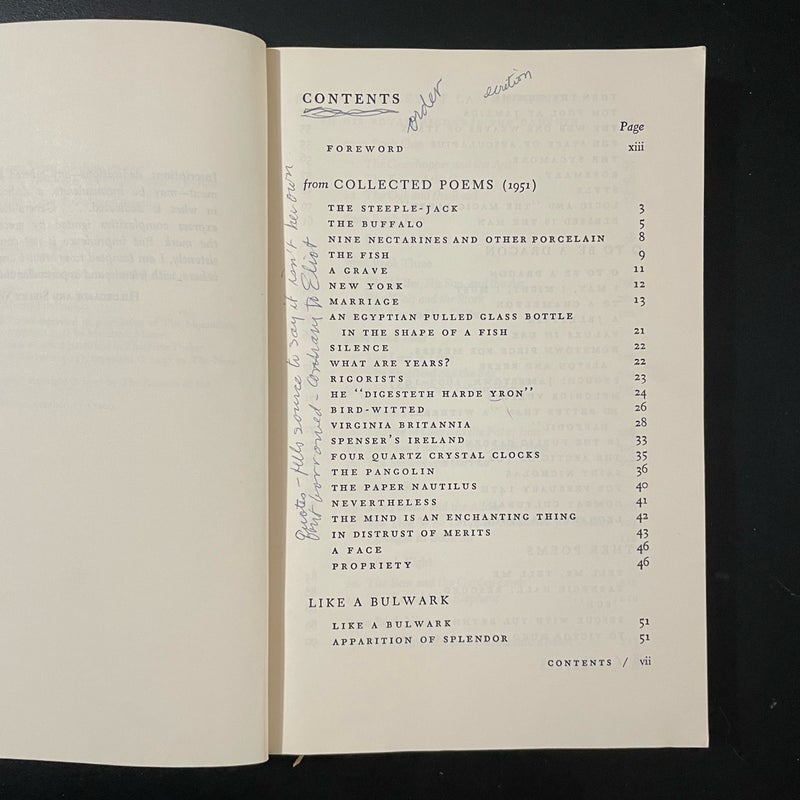 CONTENTS
order
Page
FOREWORD xiii
from COLLECTED POEMS (1951)
THE STEEPLE-JACK 3
THE BUFFALO 5
NINE NECTARINES AND OTHER PORCELAIN 8
THE FISH 9
A GRAVE 11
NEW YORK 12
MARRIAGE 13
AN EGYPTIAN PULLED GLASS BOTTLE
IN THE SHAPE OF A FISH 21
SILENCE 22
WHAT ARE YEARS? 22
RIGORISTS 23
HE "DIGESTETH HARDE YRON" 24
BIRD-WITTED 26
VIRGINIA BRITANNIA 28
SPENSER'S IRELAND 33
FOUR QUARTZ CRYSTAL CLOCKS 35
THE PANGOLIN 36
THE PAPER NAUTILUS 40
NEVERTHELESS 41
THE MIND IS AN ENCHANTING THING 42
IN DISTRUST OF MERITS 43
A FACE 46
PROPRIETY 46
LIKE A BULWARK
LIKE A BULWARK 51
APPARITION OF SPLENDOR 51
CONTENTS / vii
Quotes - tells source to say it isn't her own
but borrowed - contrary to Eliot